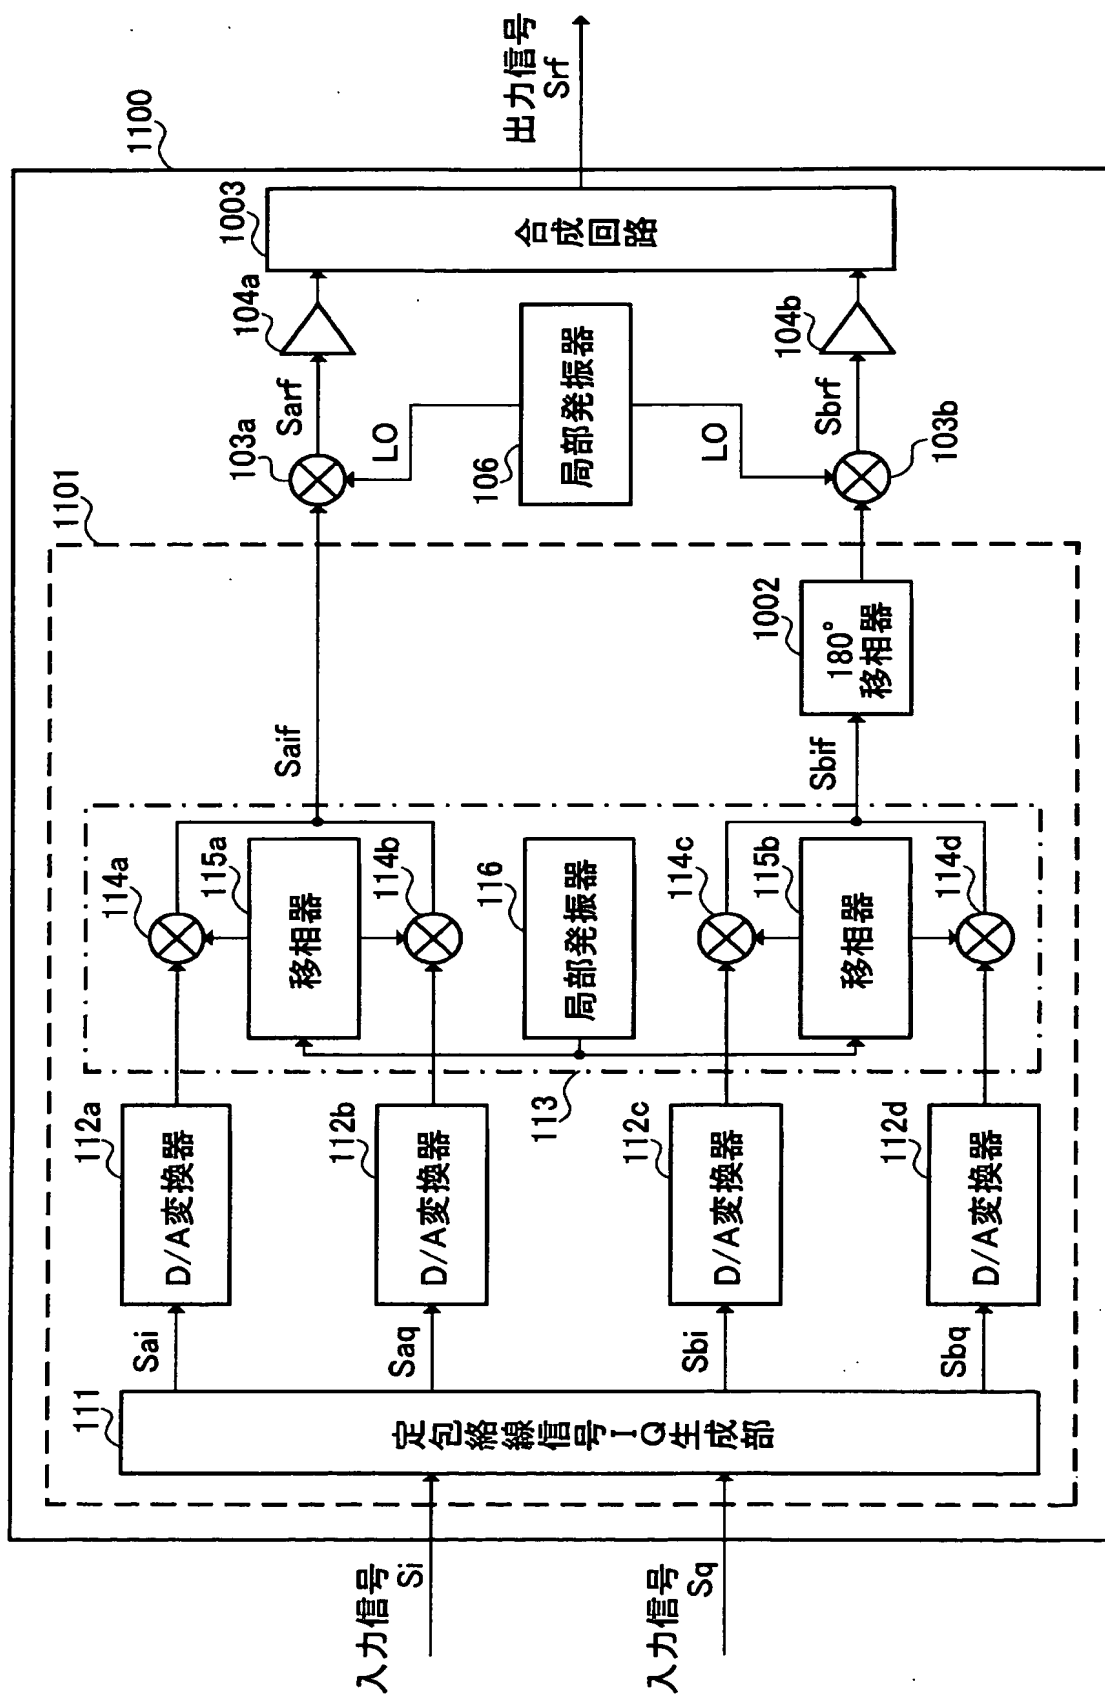 1100
1101
入力信号
Si
入力信号
Sq
111
定包絡線信号IQ生成部
Sai
Saq
Sbi
Sbq
112a
D/A変換器
112b
D/A変換器
112c
D/A変換器
112d
D/A変換器
113
114a
115a
移相器
114b
116
局部発振器
114c
115b
移相器
114d
Saif
Sbif
1002
180°
移相器
103a
LO
106
局部発振器
LO
103b
Sarf
Sbrf
104a
104b
1003
合成回路
出力信号
Srf